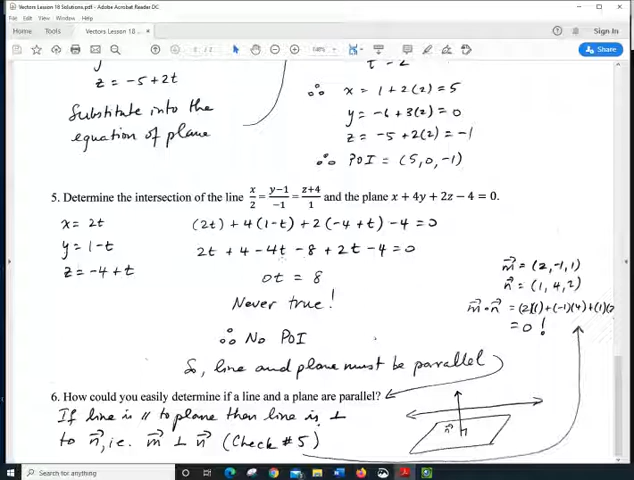 Vectors Lesson 18 Solutions.pdf - Adobe Acrobat Reader DC
File Edit View Window Help
Home Tools Vectors Lesson 18 ... × Sign In
Share
z = -5 + 2t
Substitute into the
equation of plane
∴ x = 1 + 2(2) = 5
y = -6 + 3(2) = 0
z = -5 + 2(2) = -1
∴ POI = (5, 0, -1)
5. Determine the intersection of the line x/2 = y-1/-1 = z+4/1 and the plane x + 4y + 2z − 4 = 0.
x = 2t
y = 1 - t
z = -4 + t
(2t) + 4(1-t) + 2(-4+t) - 4 = 0
2t + 4 - 4t - 8 + 2t - 4 = 0
0t = 8
Never true!
∴ No POI
So, line and plane must be parallel
m⃗ = (2, -1, 1)
n⃗ = (1, 4, 2)
m⃗ • n⃗ = (2)(1) + (-1)(4) + (1)(2
= 0 !
6. How could you easily determine if a line and a plane are parallel?
If line is // to plane then line is ⊥
to n⃗, i.e. m⃗ ⊥ n⃗ (Check #5)
n⃗
Type here to search